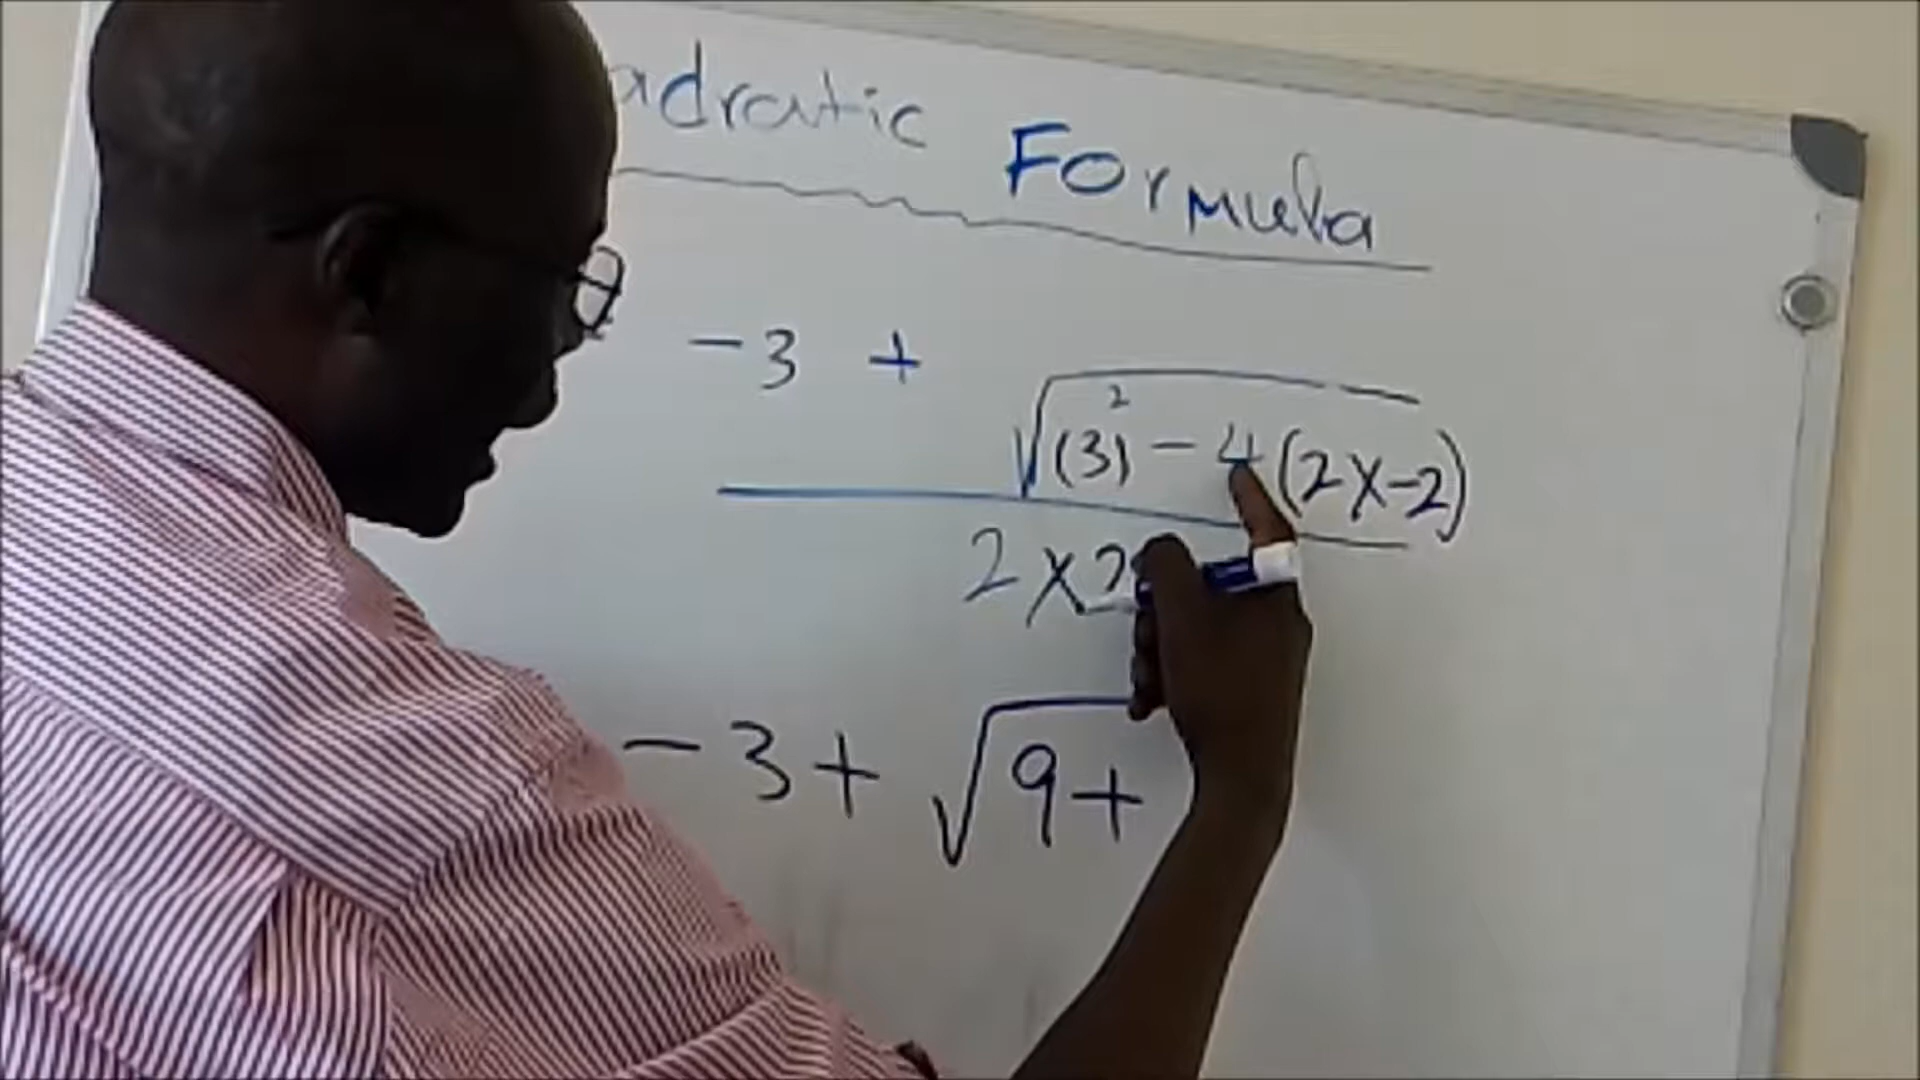 adratic Formula
-3 + √(3)² - 4(2x-2)
2x2
-3+ √9+